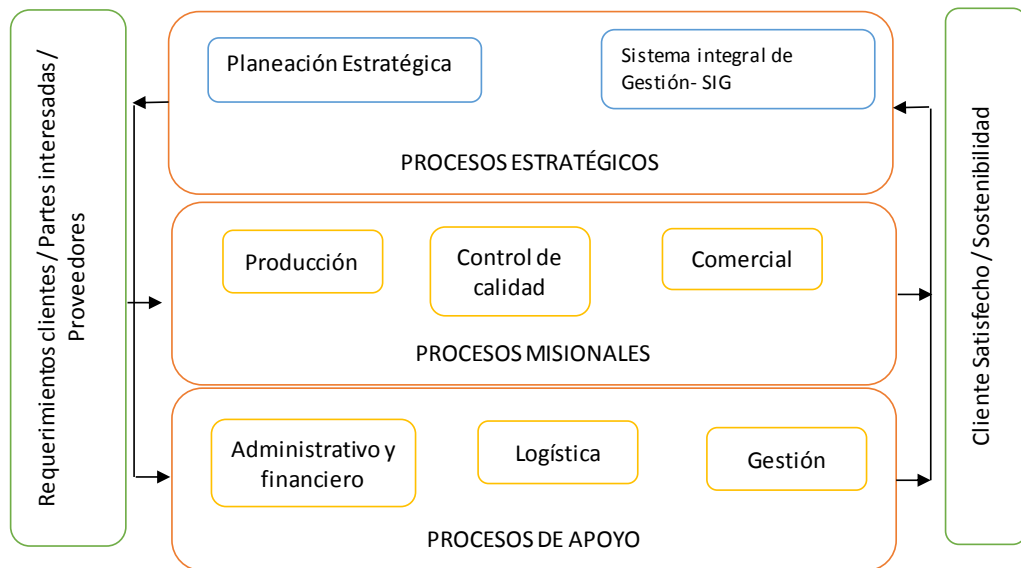 Requerimientos clientes / Partes interesadas /
Proveedores
Planeación Estratégica
Sistema integral de
Gestión- SIG
PROCESOS ESTRATÉGICOS
Producción
Control de
calidad
Comercial
PROCESOS MISIONALES
Administrativo y
financiero
Logística
Gestión
PROCESOS DE APOYO
Cliente Satisfecho / Sostenibilidad